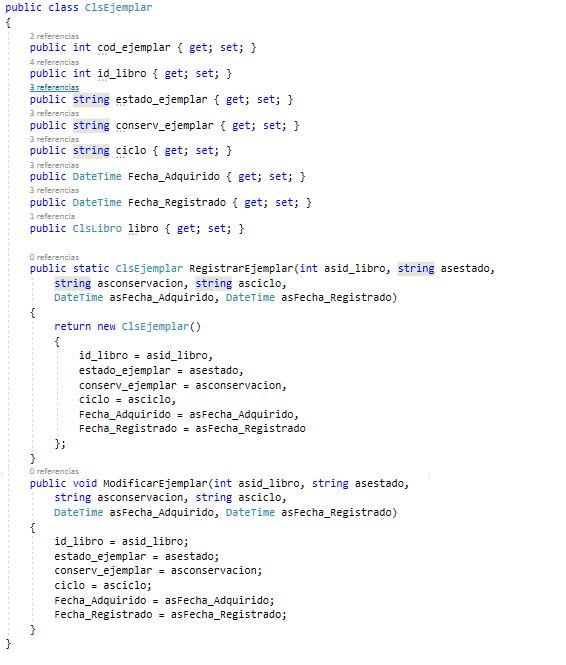 public class ClsEjemplar
{
2 referencias
public int cod_ejemplar { get; set; }
4 referencias
public int id_libro { get; set; }
3 referencias
public string estado_ejemplar { get; set; }
3 referencias
public string conserv_ejemplar { get; set; }
3 referencias
public string ciclo { get; set; }
3 referencias
public DateTime Fecha_Adquirido { get; set; }
3 referencias
public DateTime Fecha_Registrado { get; set; }
1 referencia
public ClsLibro libro { get; set; }
0 referencias
public static ClsEjemplar RegistrarEjemplar(int asid_libro, string asestado,
string asconservacion, string asciclo,
DateTime asFecha_Adquirido, DateTime asFecha_Registrado)
{
return new ClsEjemplar()
{
id_libro = asid_libro,
estado_ejemplar = asestado,
conserv_ejemplar = asconservacion,
ciclo = asciclo,
Fecha_Adquirido = asFecha_Adquirido,
Fecha_Registrado = asFecha_Registrado
};
}
0 referencias
public void ModificarEjemplar(int asid_libro, string asestado,
string asconservacion, string asciclo,
DateTime asFecha_Adquirido, DateTime asFecha_Registrado)
{
id_libro = asid_libro;
estado_ejemplar = asestado;
conserv_ejemplar = asconservacion;
ciclo = asciclo;
Fecha_Adquirido = asFecha_Adquirido;
Fecha_Registrado = asFecha_Registrado;
}
}